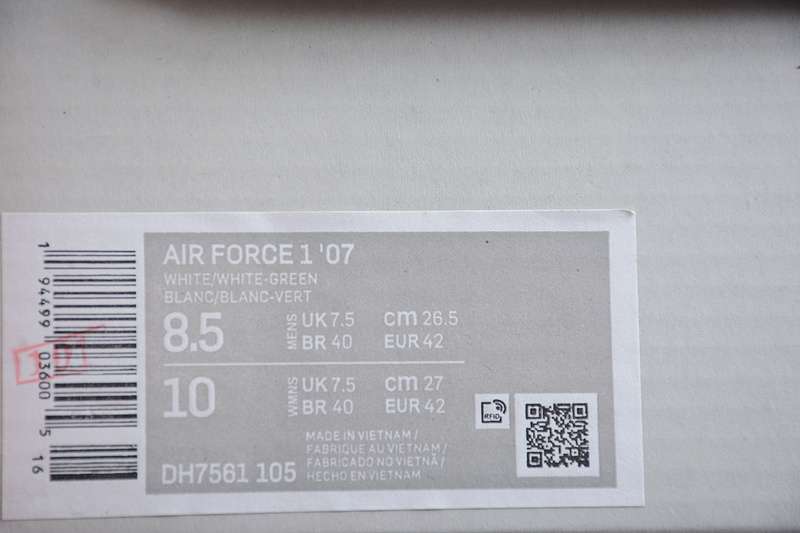 AIR FORCE 1 '07
WHITE/WHITE-GREEN
BLANC/BLANC-VERT
8.5 MENS UK 7.5 cm 26.5
BR 40 EUR 42
10 WMNS UK 7.5 cm 27
BR 40 EUR 42
MADE IN VIETNAM /
FABRIQUE AU VIETNAM /
FABRICADO NO VIETNÃ /
HECHO EN VIETNAM
DH7561 105
RFID
1 94499 03600 5 16